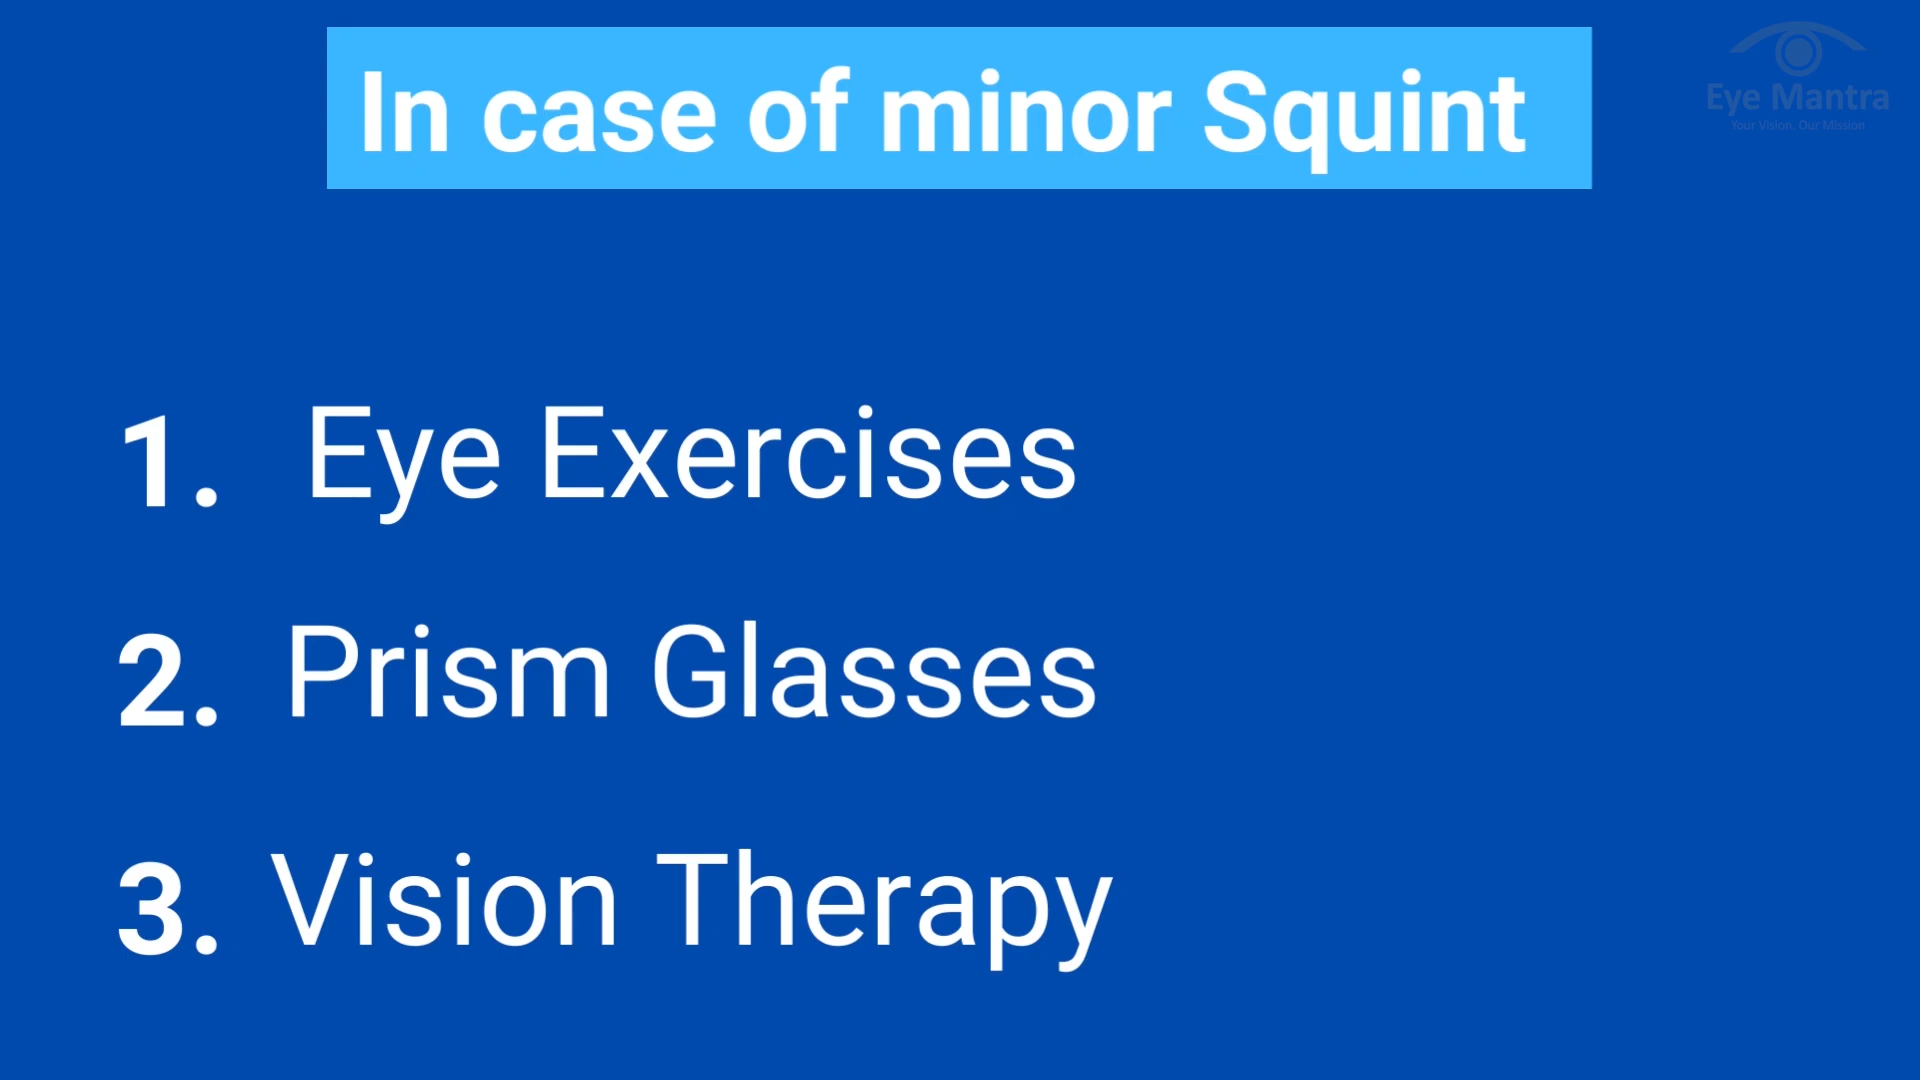 In case of minor Squint
Eye Mantra
Your Vision, Our Mission
1. Eye Exercises
2. Prism Glasses
3. Vision Therapy